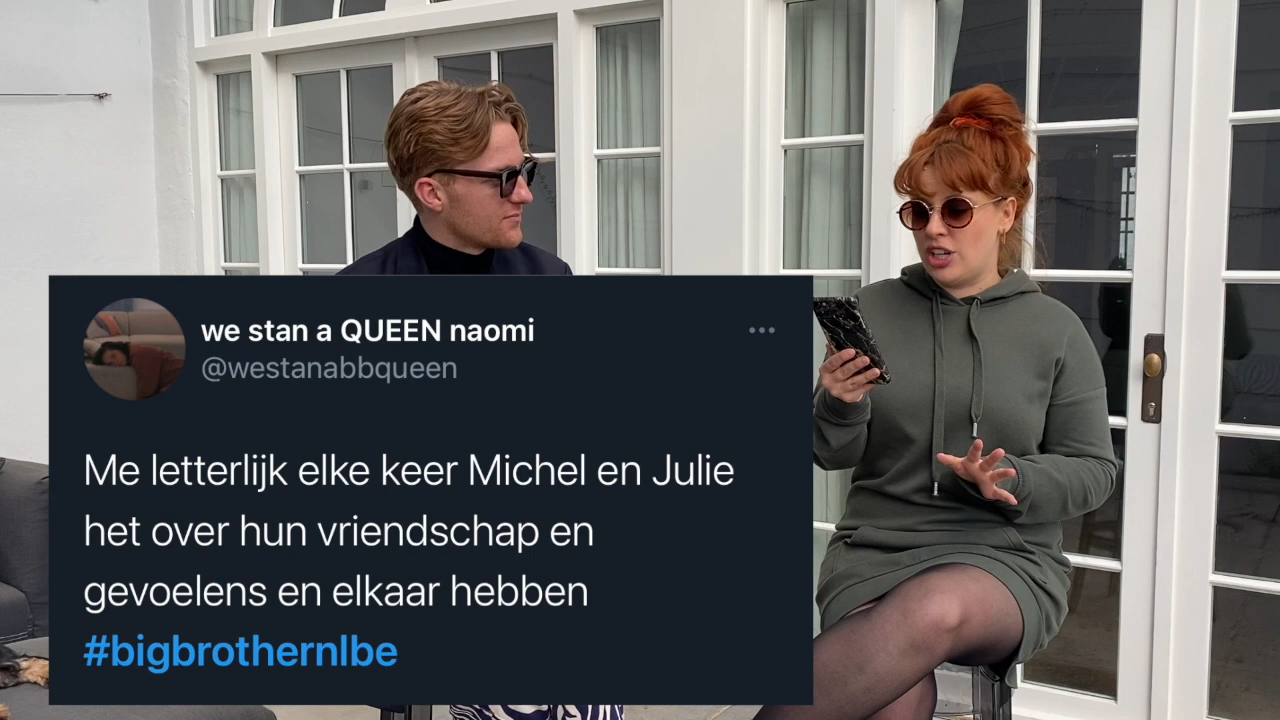 we stan a QUEEN naomi
@westanabbqueen
Me letterlijk elke keer Michel en Julie
het over hun vriendschap en
gevoelens en elkaar hebben
#bigbrothernlbe